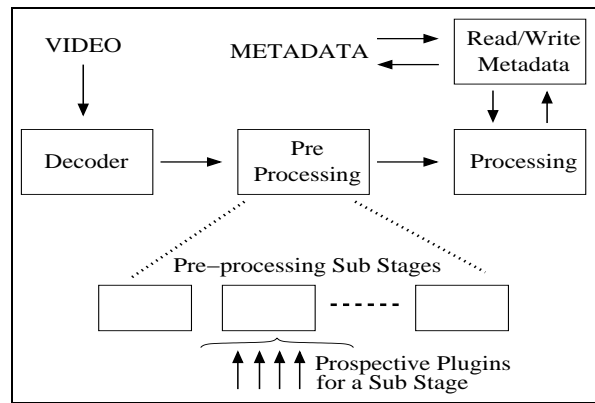 VIDEO
METADATA
Read/Write
Metadata
Decoder
Pre
Processing
Processing
Pre−processing Sub Stages
Prospective Plugins
for a Sub Stage